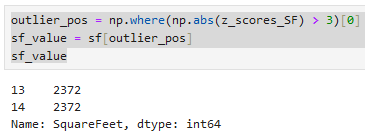 outlier_pos = np.where(np.abs(z_scores_SF) > 3)[0]
sf_value = sf[outlier_pos]
sf_value
13    2372
14    2372
Name: SquareFeet, dtype: int64